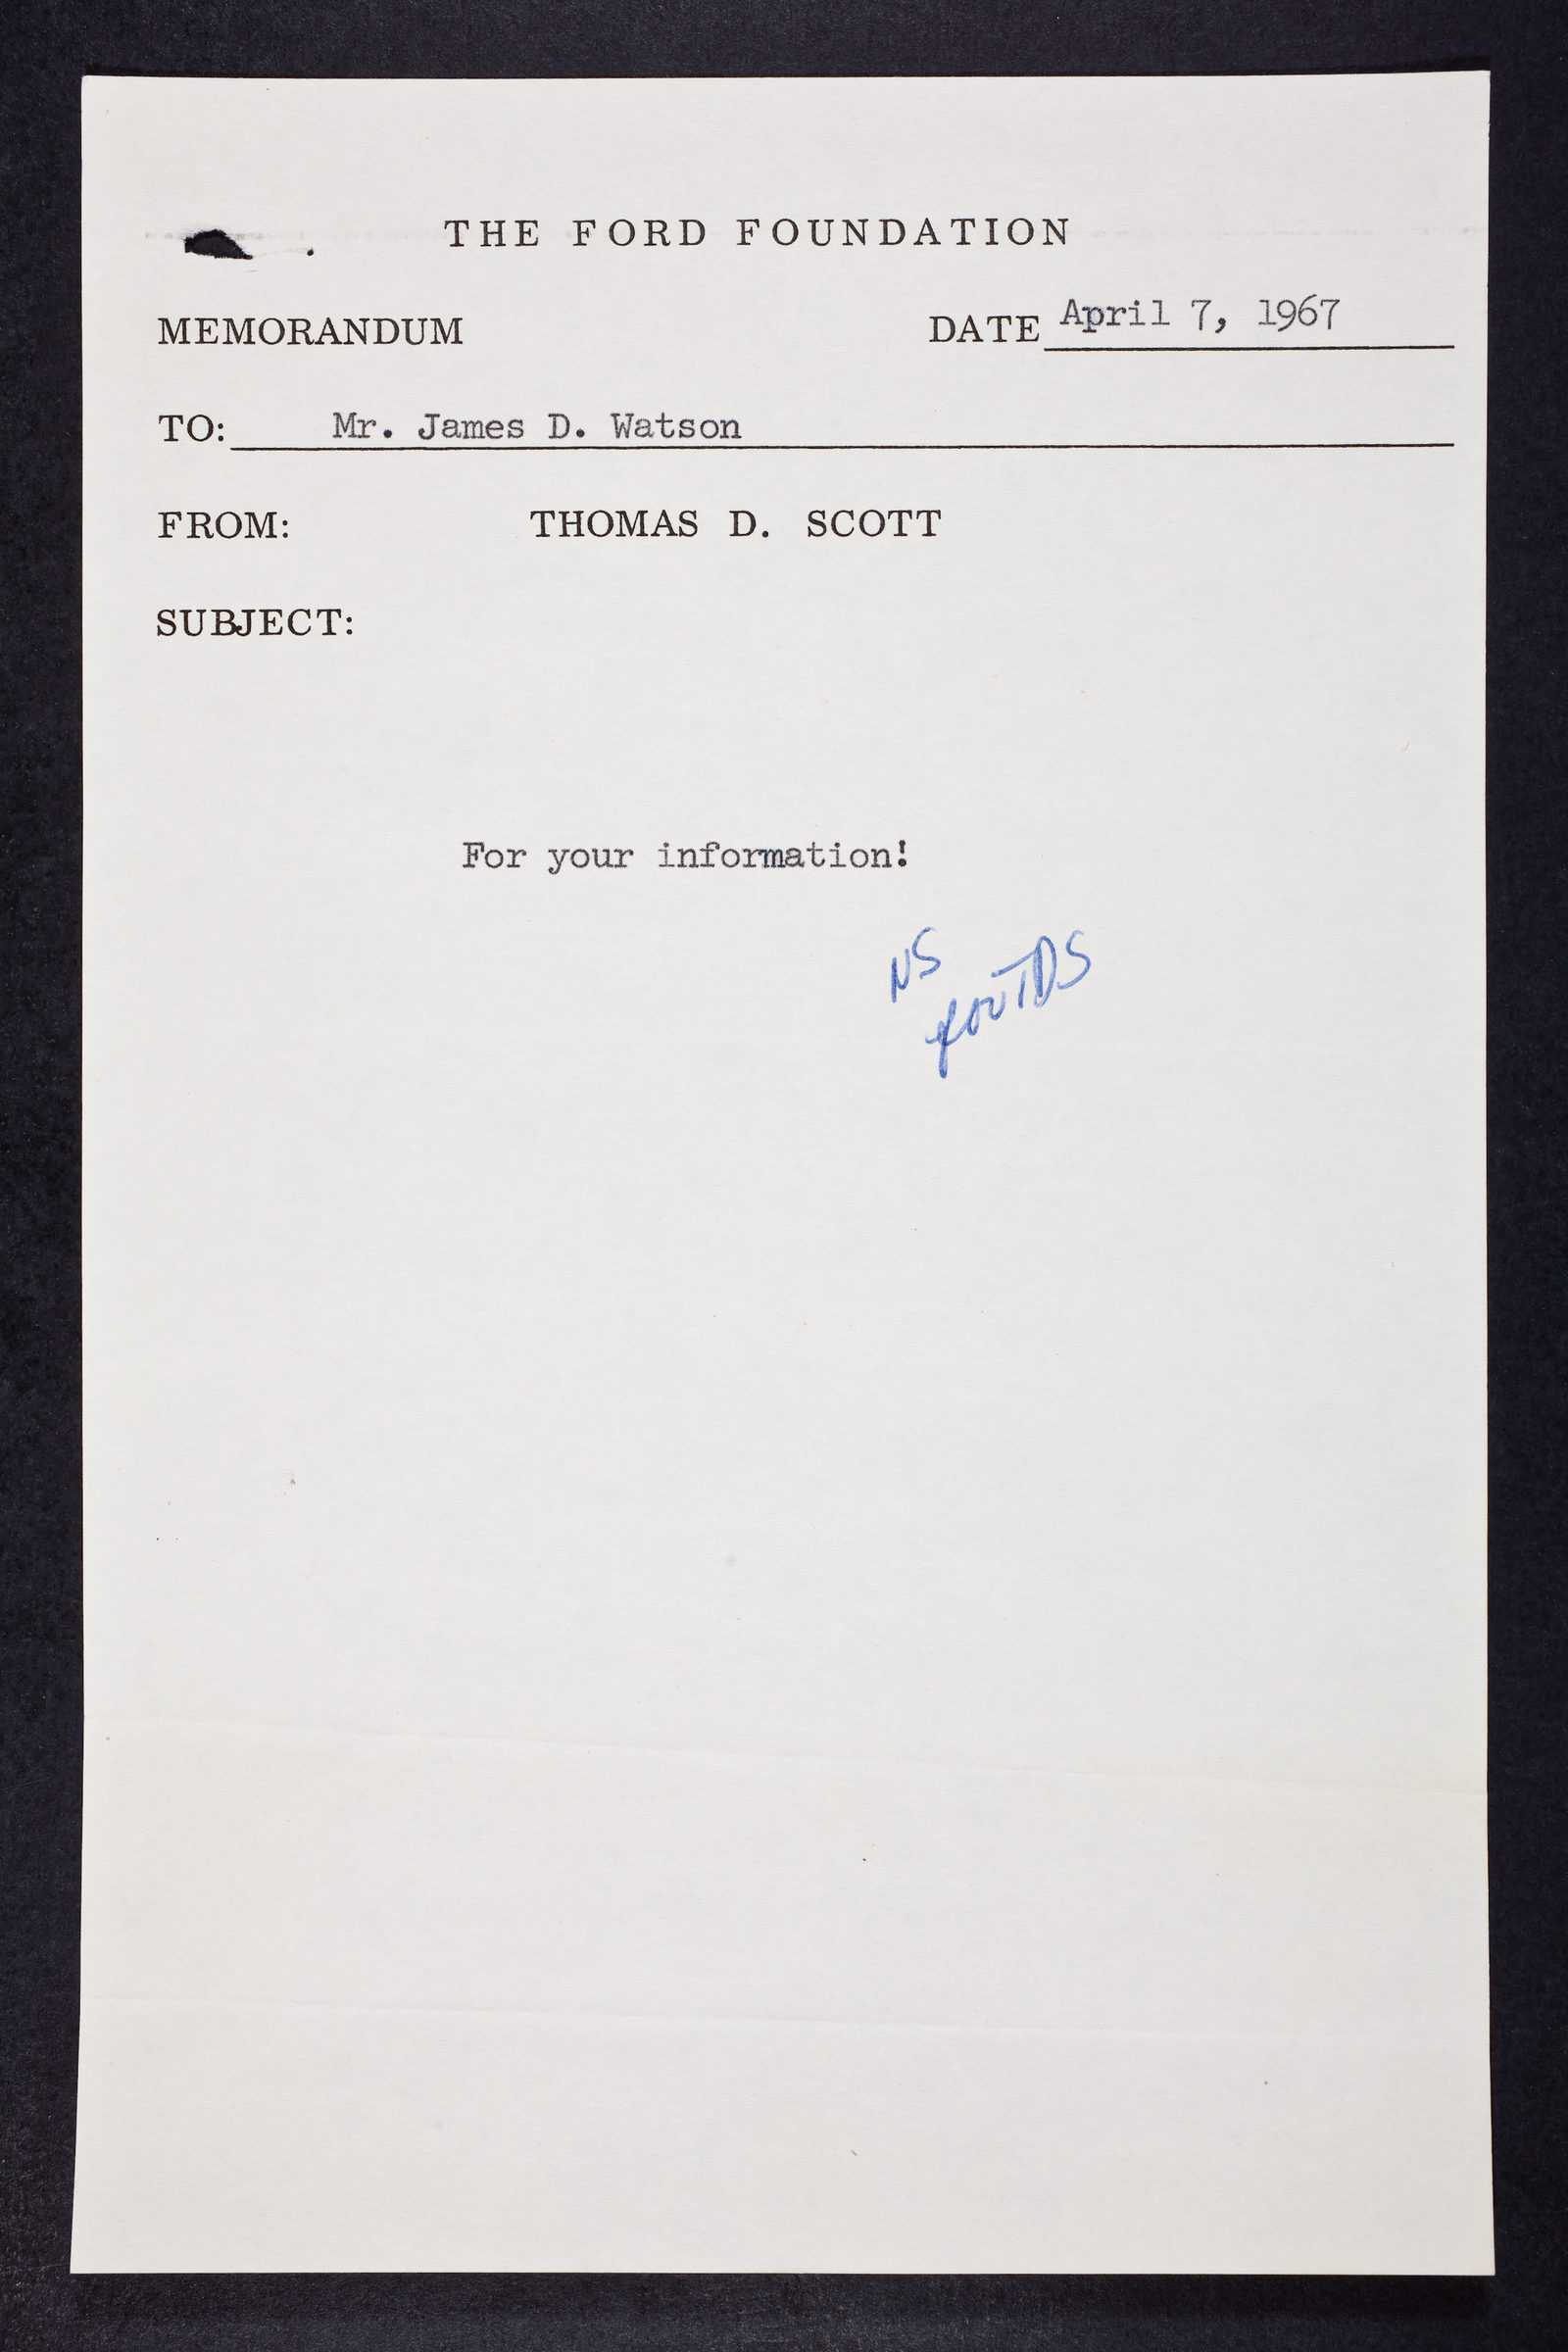 THE FORD FOUNDATION
MEMORANDUM DATE April 7, 1967
TO: Mr. James D. Watson
FROM: THOMAS D. SCOTT
SUBJECT:
For your information!
NS
for TDS